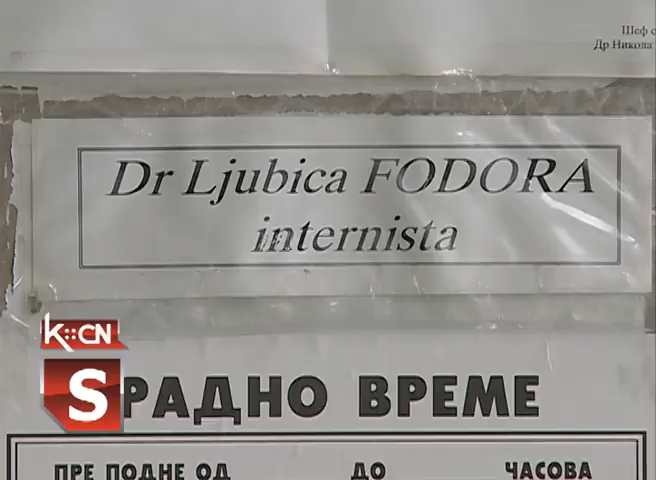 Шеф с
Др Никола
Dr Ljubica FODORA
internista
K::CN
S
РАДНО ВРЕМЕ
ПРЕ ПОДНЕ ОД ДО ЧАСОВА